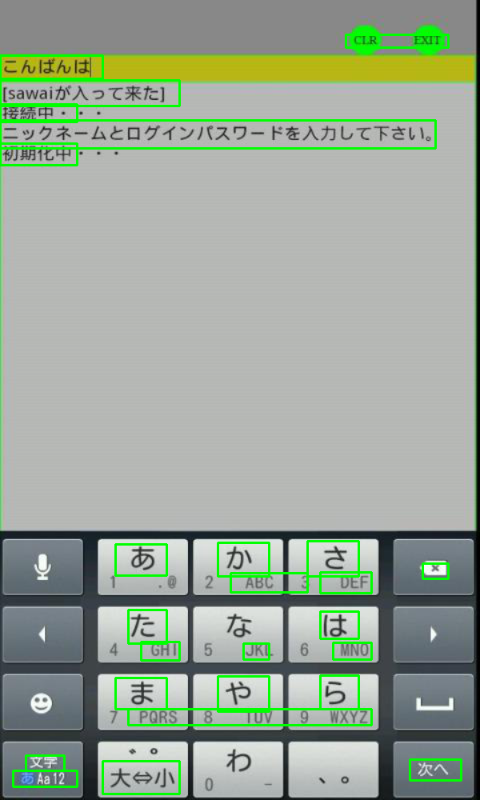 CLR EXIT
こんばんは
[sawaiが入って来た]
接続中・・・
ニックネームとログインパスワードを入力して下さい。
初期化中・・・
あ か さ
1 .@ 2 ABC 3 DEF
た な は
4 GHI 5 JKL 6 MNO
ま や ら
7 PQRS 8 TUV 9 WXYZ
文字 ゛゜ わ 次へ
あAa12 大⇔小 0 - 、。